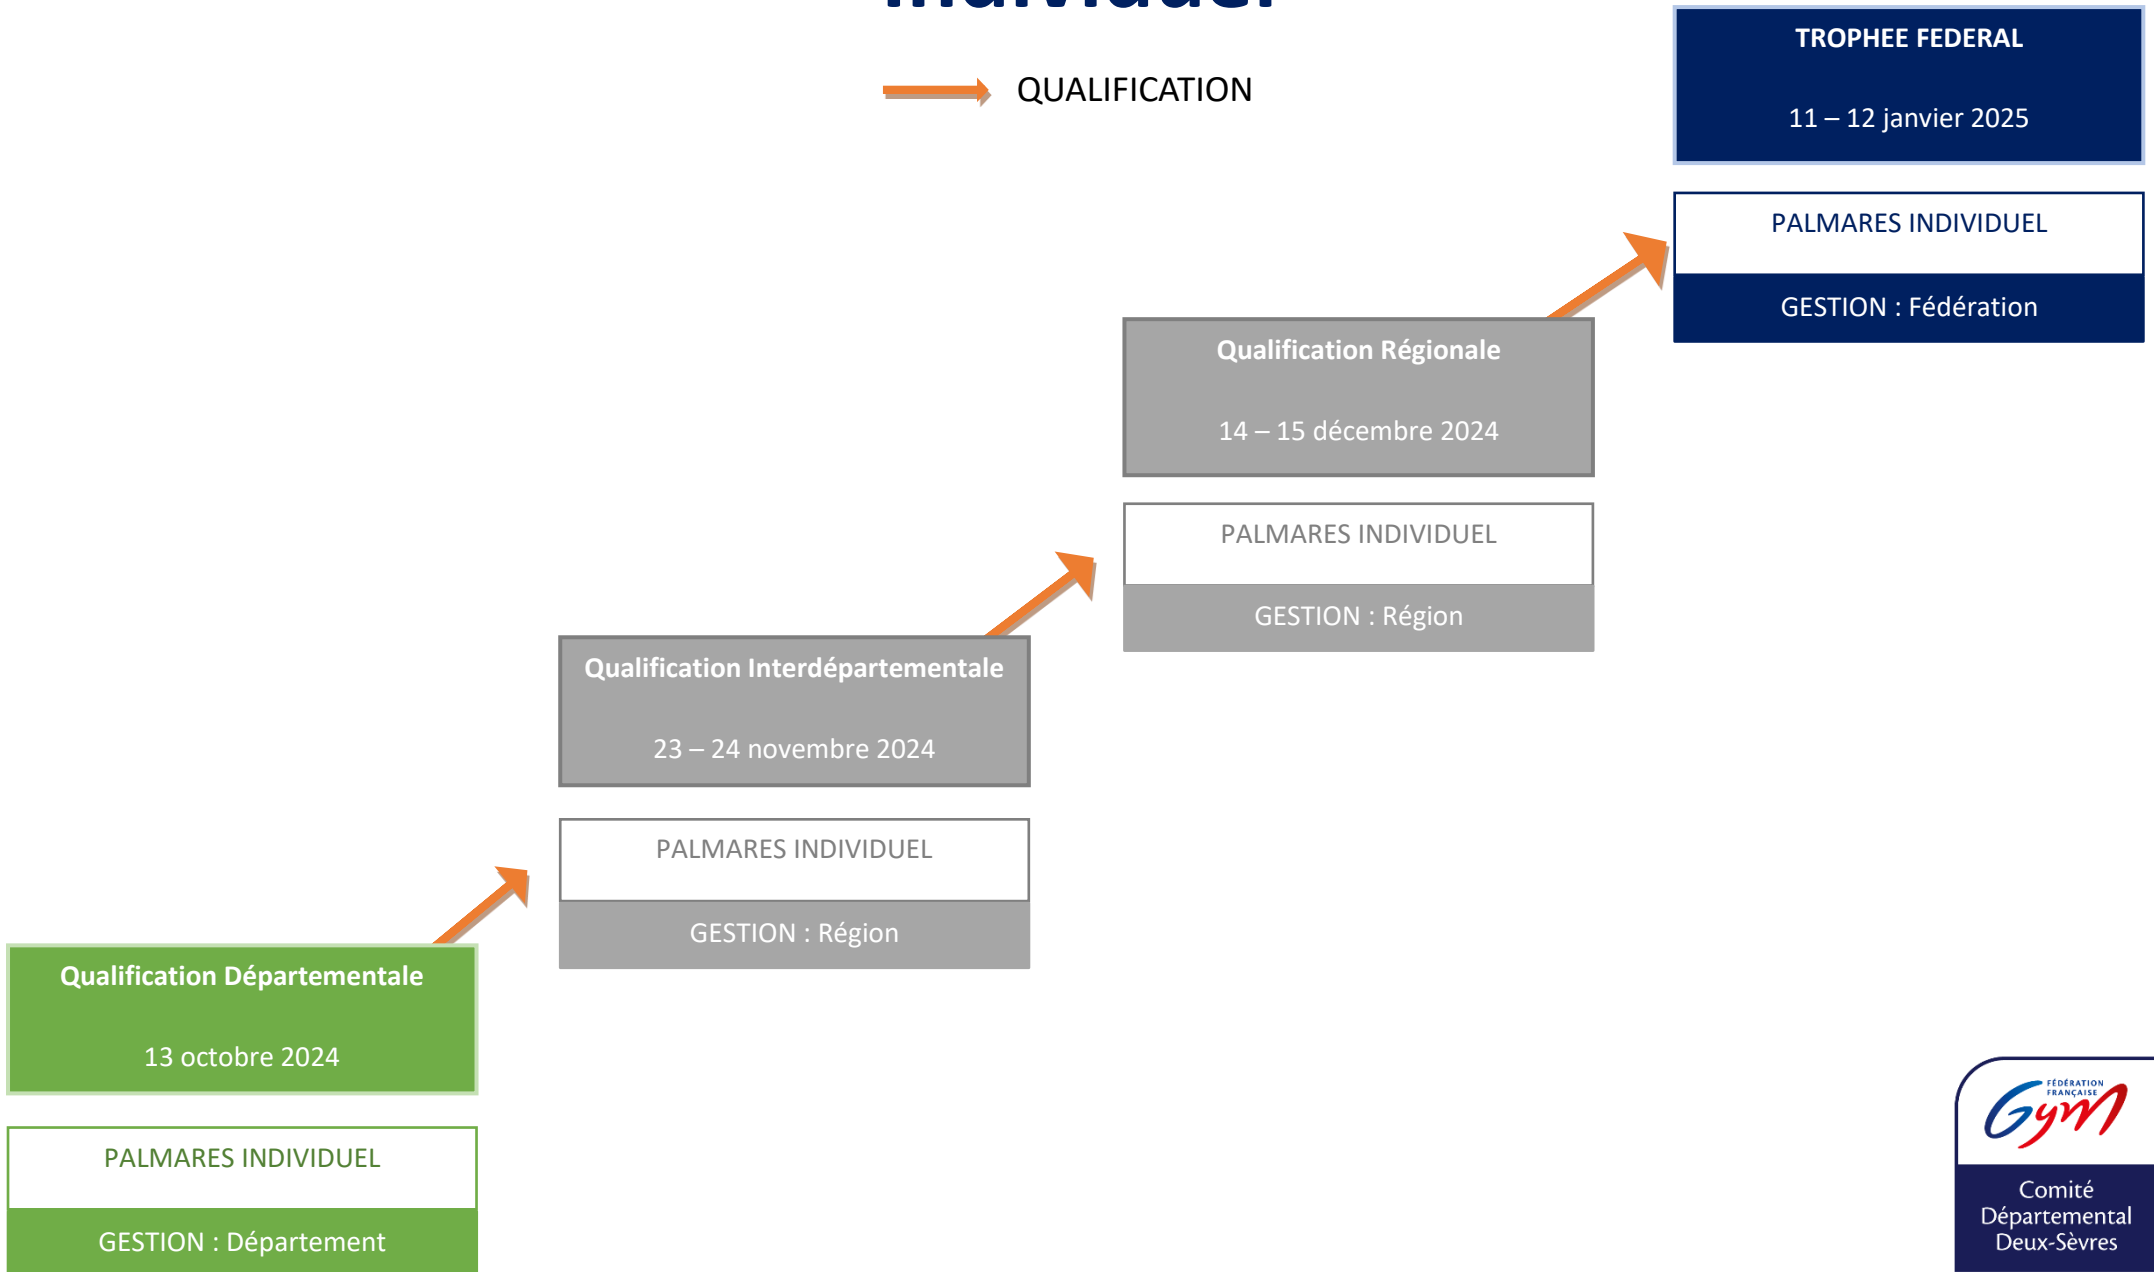 QUALIFICATION
TROPHEE FEDERAL
11 – 12 janvier 2025
PALMARES INDIVIDUEL
GESTION : Fédération
Qualification Régionale
14 – 15 décembre 2024
PALMARES INDIVIDUEL
GESTION : Région
Qualification Interdépartementale
23 – 24 novembre 2024
PALMARES INDIVIDUEL
GESTION : Région
Qualification Départementale
13 octobre 2024
PALMARES INDIVIDUEL
GESTION : Département
FÉDÉRATION
FRANÇAISE
Gym
Comité
Départemental
Deux-Sèvres